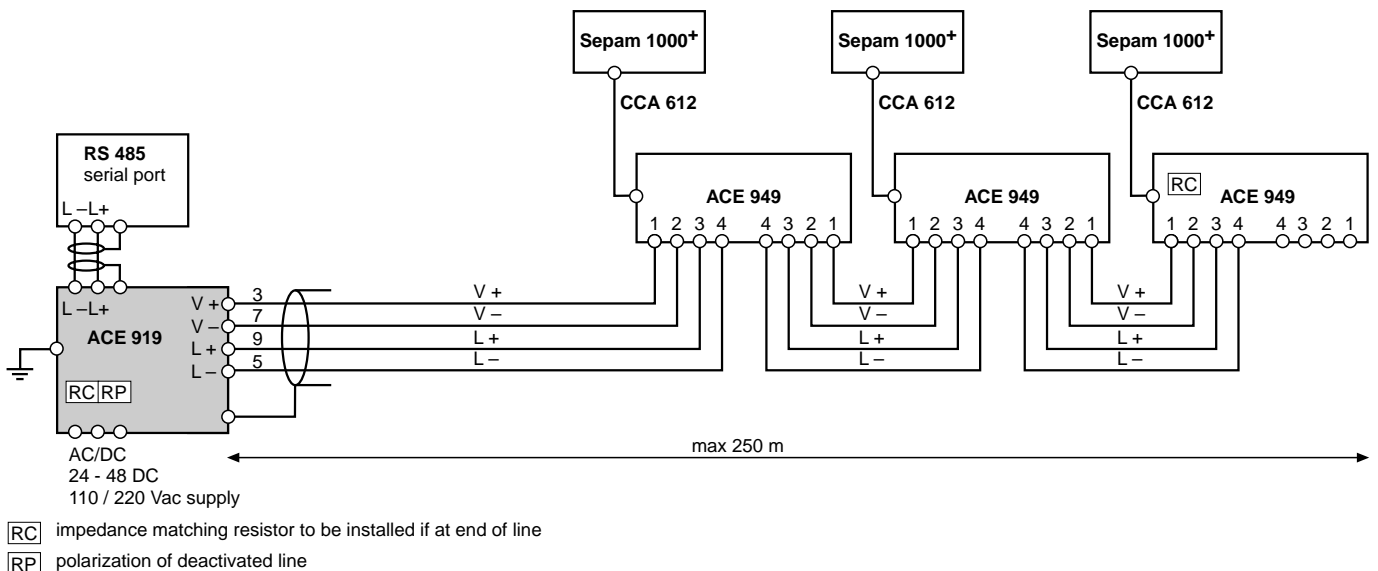 Sepam 1000+
Sepam 1000+
Sepam 1000+
CCA 612
CCA 612
CCA 612
RS 485
serial port
L –L+
ACE 949
1 2 3 4 4 3 2 1
ACE 949
1 2 3 4 4 3 2 1
RC
ACE 949
1 2 3 4 4 3 2 1
L –L+
ACE 919
RC RP
V + 3
V – 7
L + 9
L – 5
V +
V –
L +
L –
V +
V –
L +
L –
V +
V –
L +
L –
max 250 m
AC/DC
24 - 48 DC
110 / 220 Vac supply
RC impedance matching resistor to be installed if at end of line
RP polarization of deactivated line